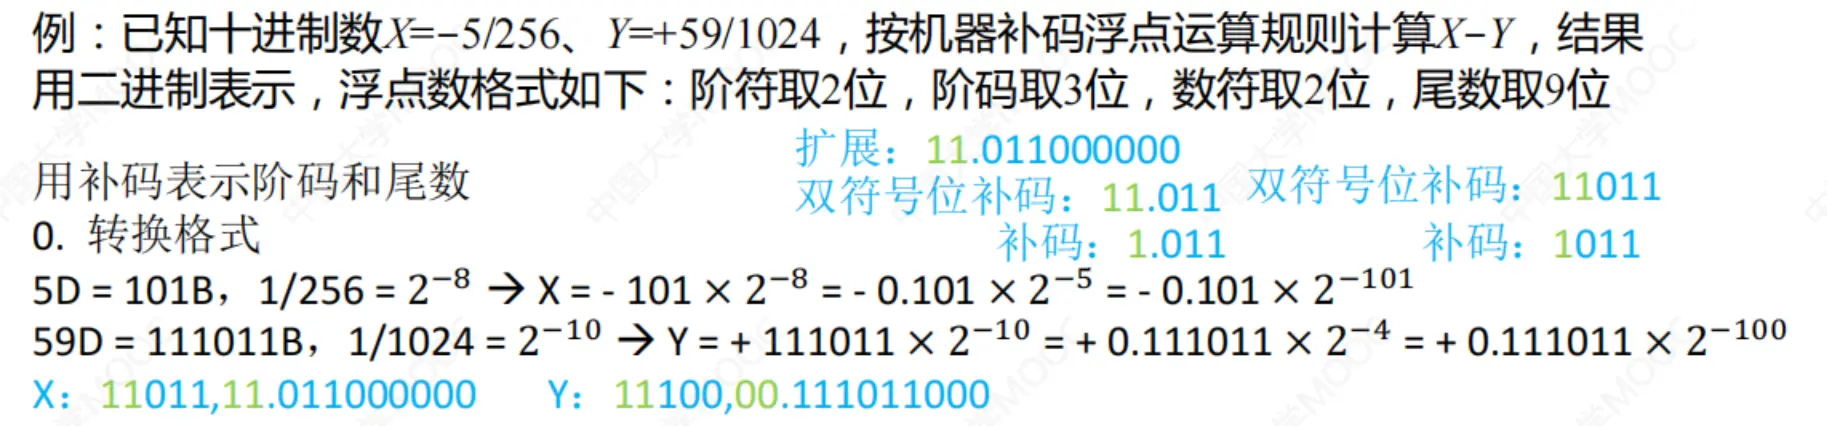 例：已知十进制数X=−5/256、Y=+59/1024，按机器补码浮点运算规则计算X−Y，结果
用二进制表示，浮点数格式如下：阶符取2位，阶码取3位，数符取2位，尾数取9位
扩展：11.011000000
用补码表示阶码和尾数
双符号位补码：11.011 双符号位补码：11011
0. 转换格式
补码：1.011 补码：1011
5D = 101B，1/256 = 2⁻⁸ → X = - 101 × 2⁻⁸ = - 0.101 × 2⁻⁵ = - 0.101 × 2⁻¹⁰¹
59D = 111011B，1/1024 = 2⁻¹⁰ → Y = + 111011 × 2⁻¹⁰ = + 0.111011 × 2⁻⁴ = + 0.111011 × 2⁻¹⁰⁰
X：11011,11.011000000 Y：11100,00.111011000